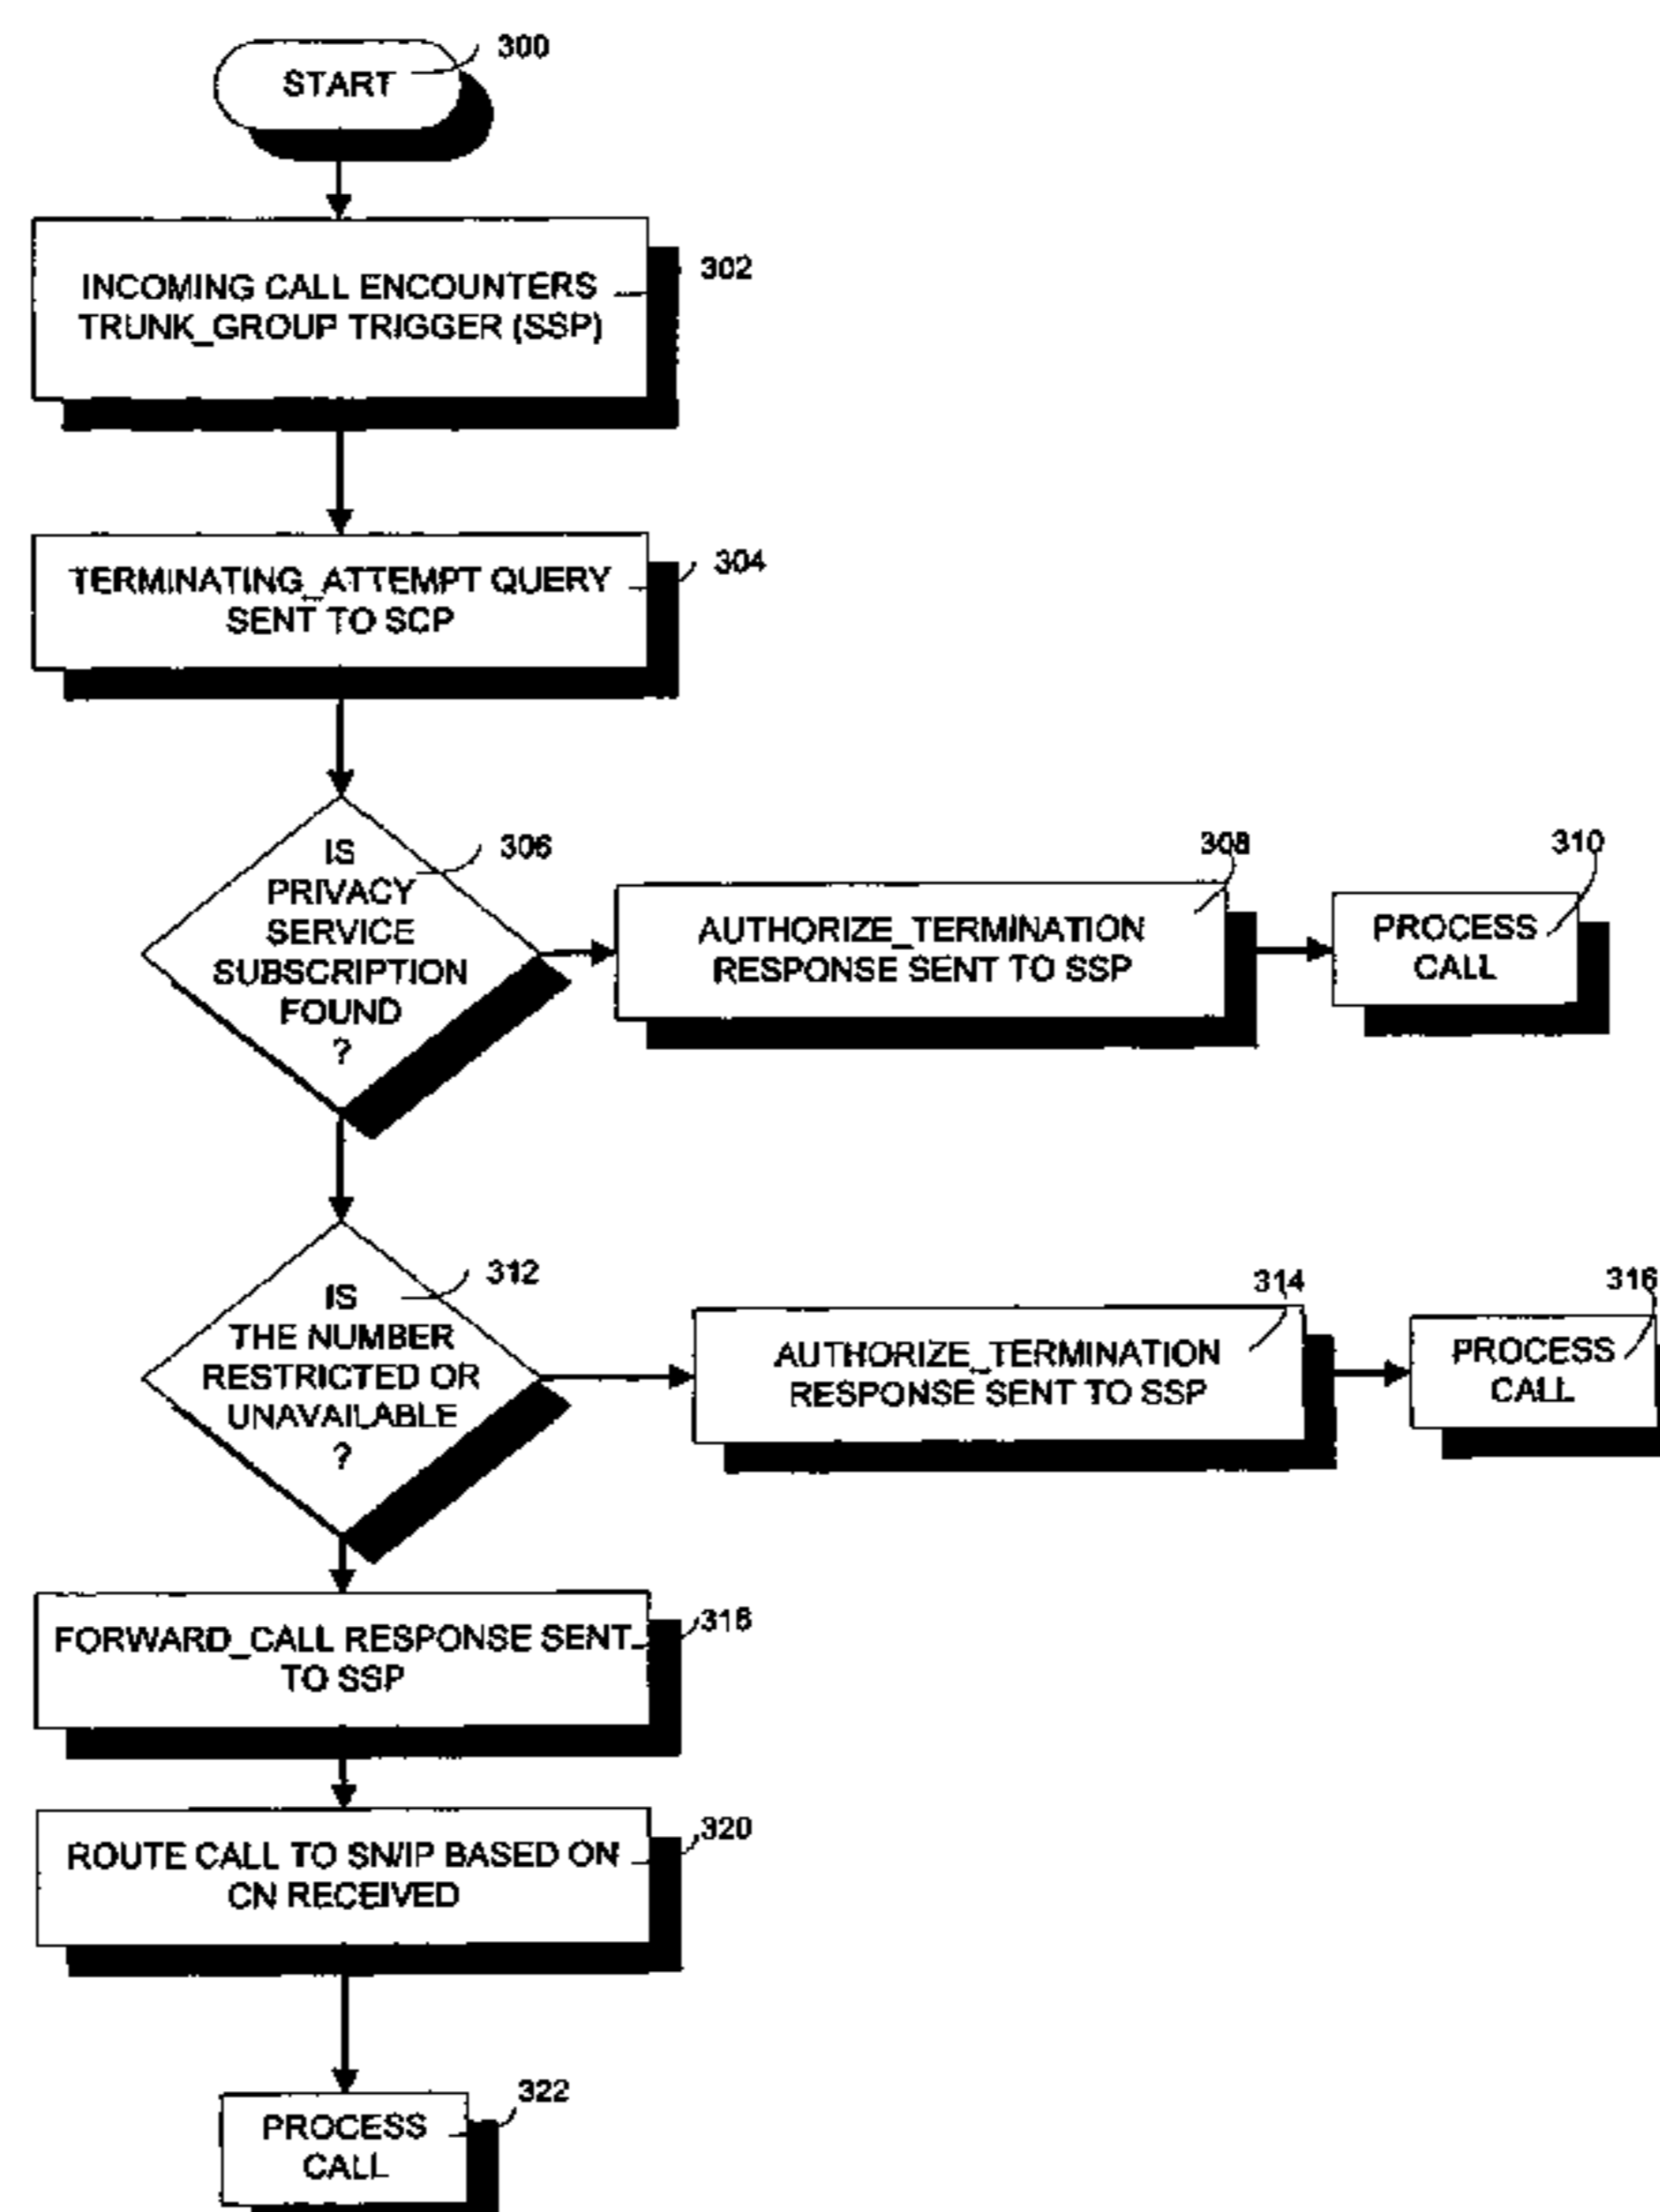 300
START
302
INCOMING CALL ENCOUNTERS
TRUNK_GROUP TRIGGER (SSP)
304
TERMINATING_ATTEMPT QUERY
SENT TO SCP
306
IS
PRIVACY
SERVICE
SUBSCRIPTION
FOUND
?
308
AUTHORIZE_TERMINATION
RESPONSE SENT TO SSP
310
PROCESS
CALL
312
IS
THE NUMBER
RESTRICTED OR
UNAVAILABLE
?
314
AUTHORIZE_TERMINATION
RESPONSE SENT TO SSP
316
PROCESS
CALL
318
FORWARD_CALL RESPONSE SENT
TO SSP
320
ROUTE CALL TO SN/IP BASED ON
CN RECEIVED
322
PROCESS
CALL